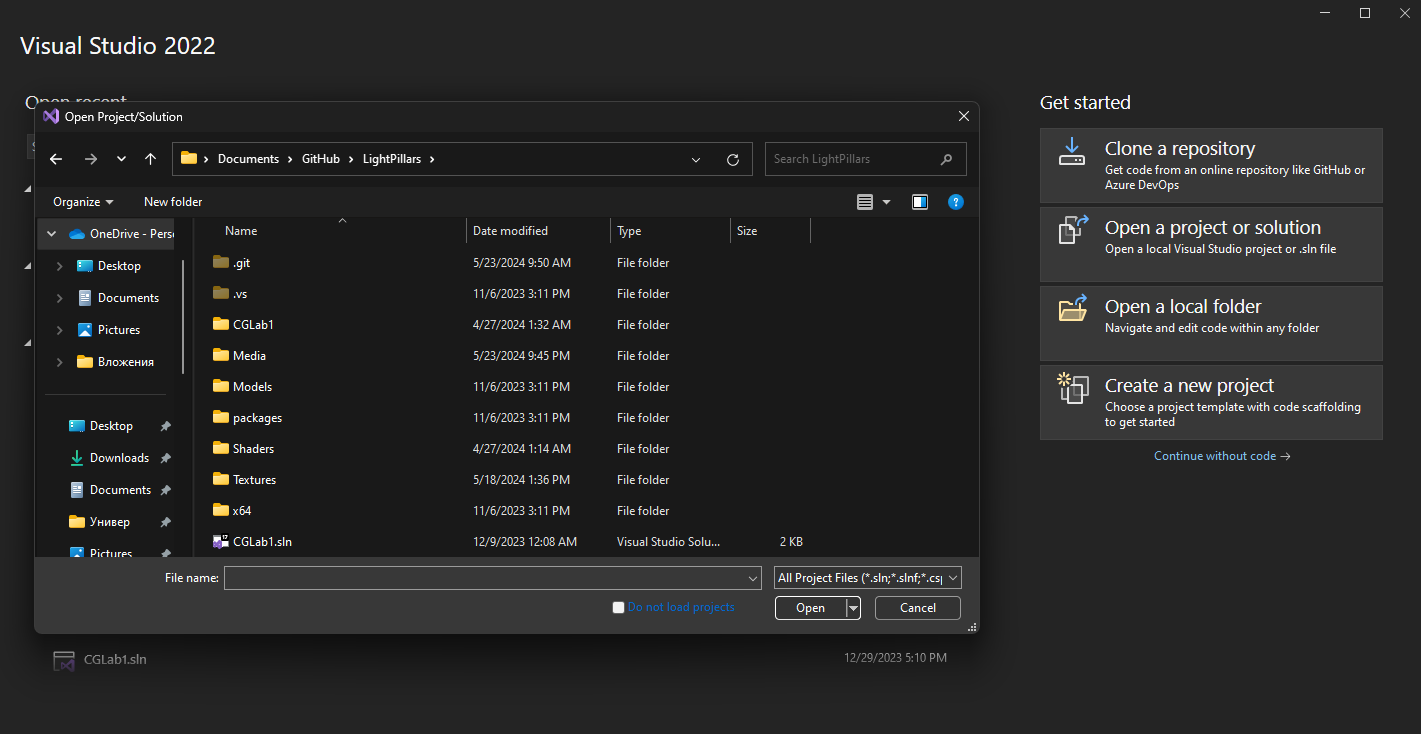 Visual Studio 2022
Open recent
Open Project/Solution
Documents
GitHub
LightPillars
Search LightPillars
Organize
New folder
OneDrive - Perso
Desktop
Documents
Pictures
Вложения
Desktop
Downloads
Documents
Универ
Pictures
Name Date modified Type Size
.git 5/23/2024 9:50 AM File folder
.vs 11/6/2023 3:11 PM File folder
CGLab1 4/27/2024 1:32 AM File folder
Media 5/23/2024 9:45 PM File folder
Models 11/6/2023 3:11 PM File folder
packages 11/6/2023 3:11 PM File folder
Shaders 4/27/2024 1:14 AM File folder
Textures 5/18/2024 1:36 PM File folder
x64 11/6/2023 3:11 PM File folder
CGLab1.sln 12/9/2023 12:08 AM Visual Studio Solu... 2 KB
File name:
All Project Files (*.sln;*.slnf;*.csp
Do not load projects
Open
Cancel
CGLab1.sln 12/29/2023 5:10 PM
Get started
Clone a repository
Get code from an online repository like GitHub or
Azure DevOps
Open a project or solution
Open a local Visual Studio project or .sln file
Open a local folder
Navigate and edit code within any folder
Create a new project
Choose a project template with code scaffolding
to get started
Continue without code →